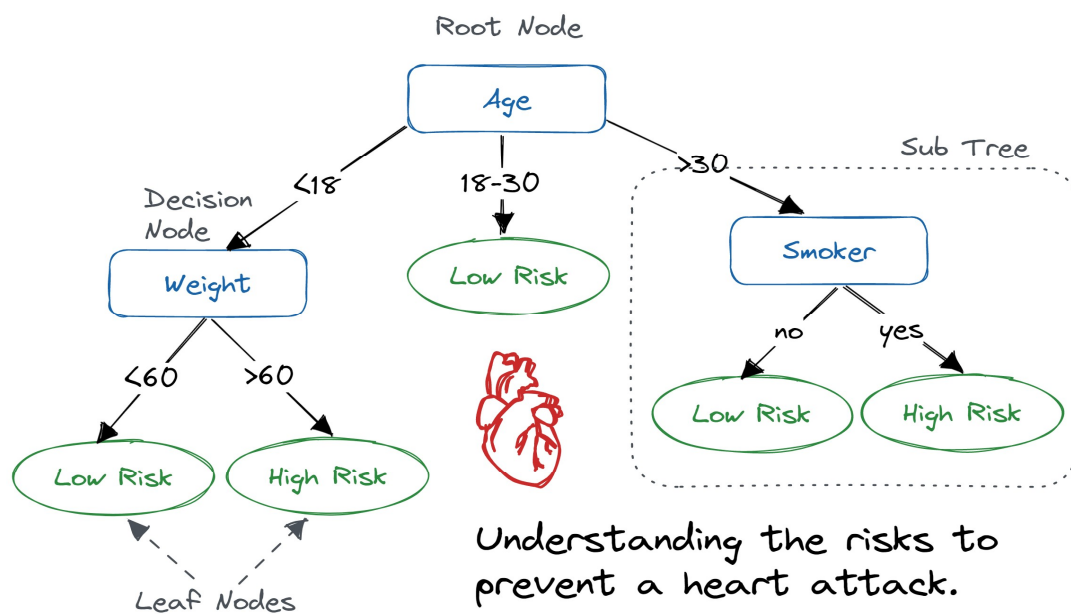 Root Node
Age
Sub Tree
<18
18-30
>30
Decision
Node
Weight
Low Risk
Smoker
<60
>60
no
yes
Low Risk
High Risk
Low Risk
High Risk
Understanding the risks to
prevent a heart attack.
Leaf Nodes